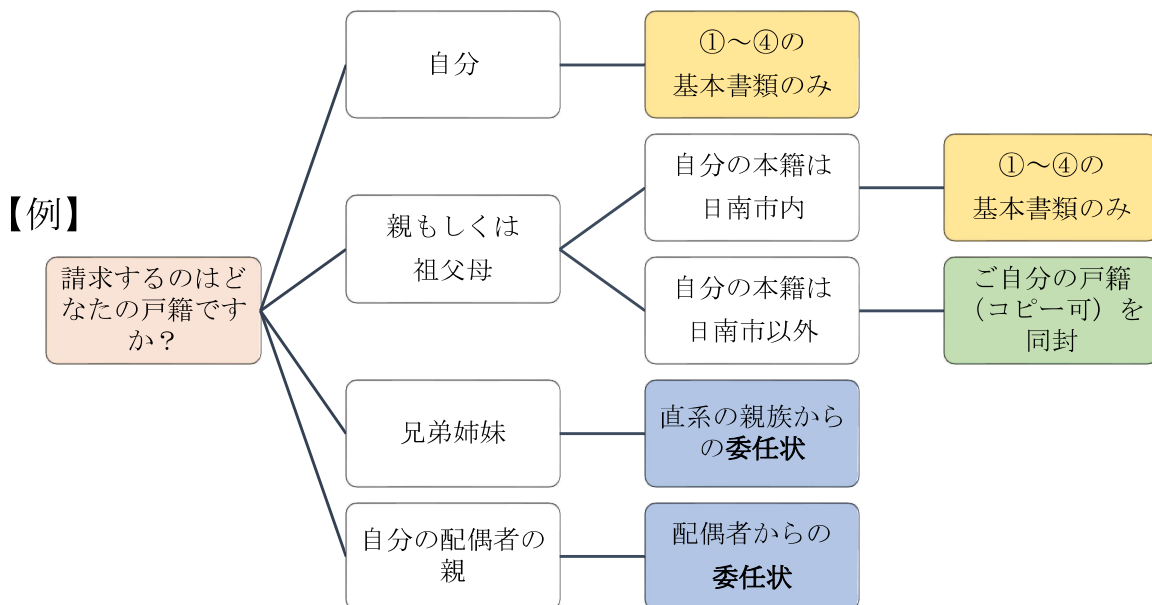 【例】
請求するのはど
なたの戸籍です
か？
自分
①～④の
基本書類のみ
親もしくは
祖父母
自分の本籍は
日南市内
①～④の
基本書類のみ
自分の本籍は
日南市以外
ご自分の戸籍
（コピー可）を
同封
兄弟姉妹
直系の親族から
の委任状
自分の配偶者の
親
配偶者からの
委任状